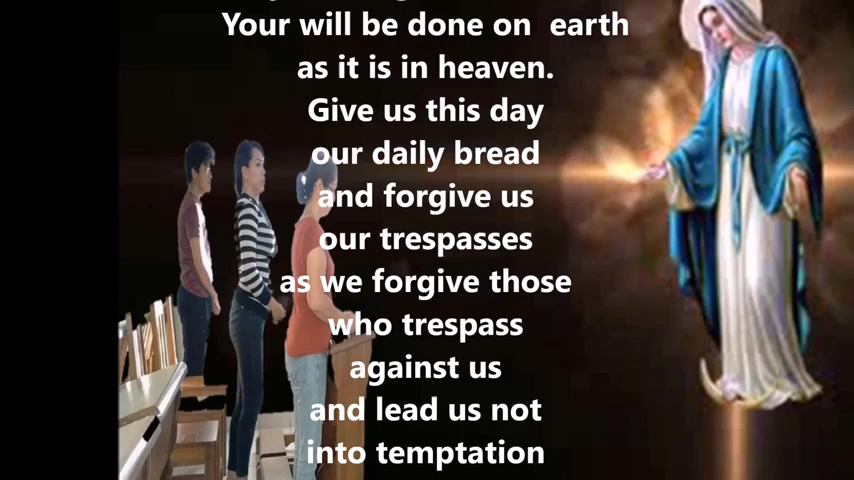 Your will be done on earth
as it is in heaven.
Give us this day
our daily bread
and forgive us
our trespasses
as we forgive those
who trespass
against us
and lead us not
into temptation